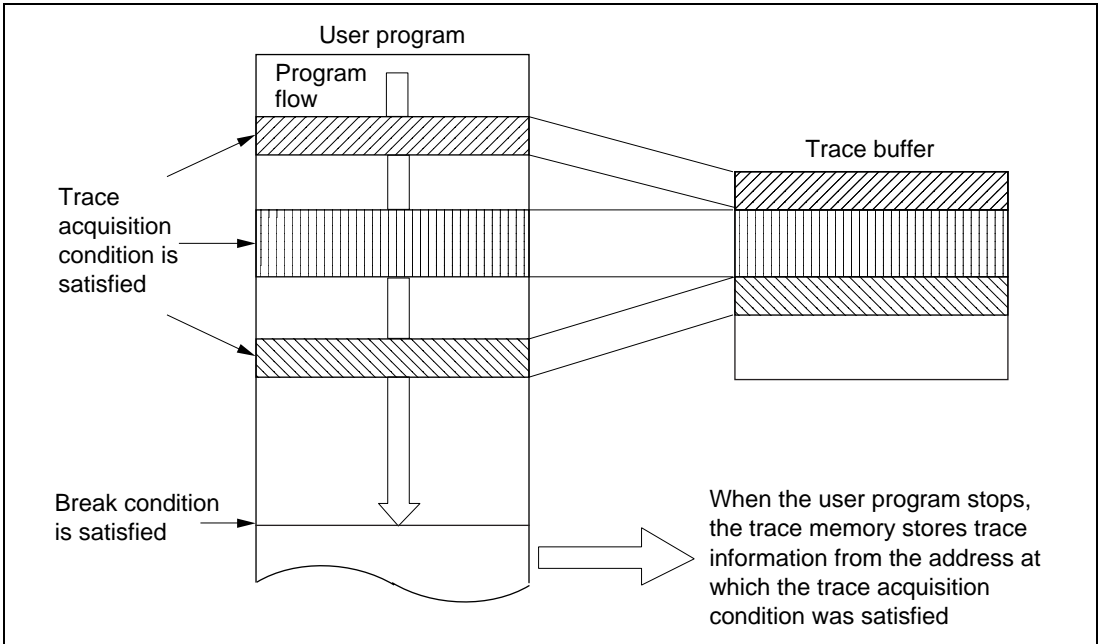 User program
Program
flow
Trace buffer
Trace
acquisition
condition is
satisfied
Break condition
is satisfied
When the user program stops,
the trace memory stores trace
information from the address at
which the trace acquisition
condition was satisfied